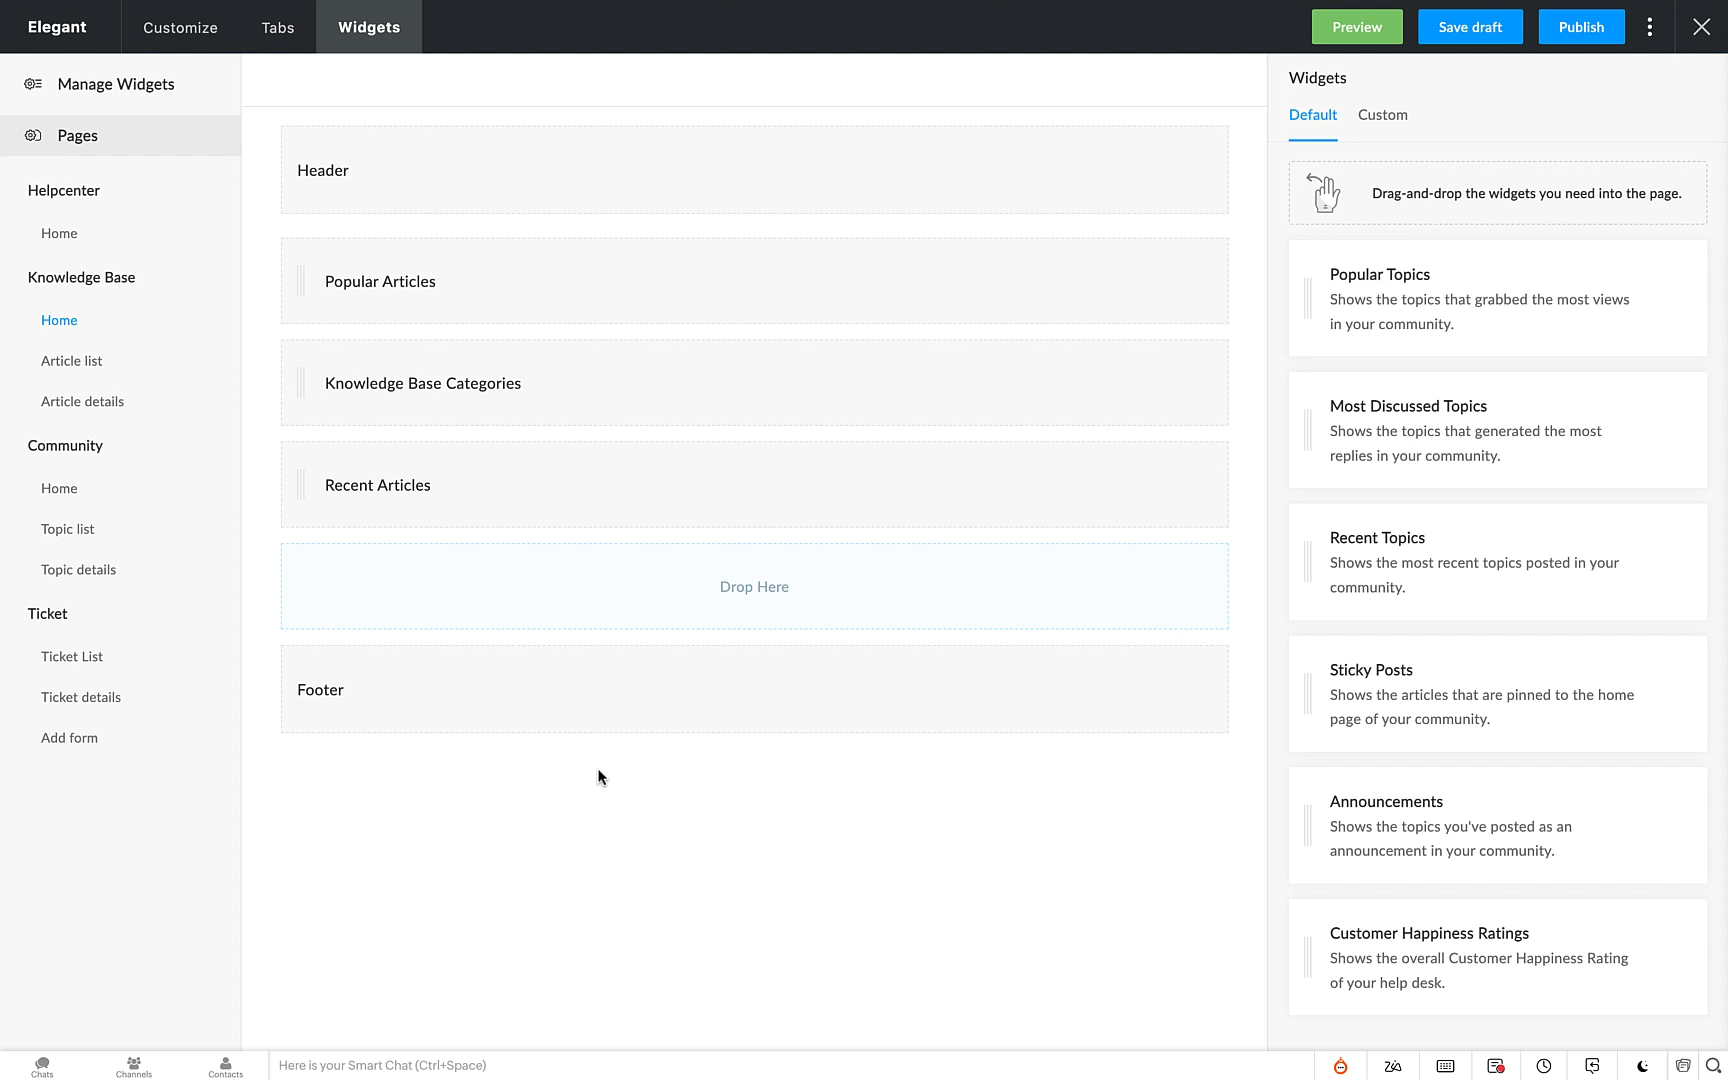 Elegant
Customize
Tabs
Widgets
Preview
Save draft
Publish
Manage Widgets
Pages
Helpcenter
Home
Knowledge Base
Home
Article list
Article details
Community
Home
Topic list
Topic details
Ticket
Ticket List
Ticket details
Add form
Header
Popular Articles
Knowledge Base Categories
Recent Articles
Drop Here
Footer
Widgets
Default
Custom
Drag-and-drop the widgets you need into the page.
Popular Topics
Shows the topics that grabbed the most views
in your community.
Most Discussed Topics
Shows the topics that generated the most
replies in your community.
Recent Topics
Shows the most recent topics posted in your
community.
Sticky Posts
Shows the articles that are pinned to the home
page of your community.
Announcements
Shows the topics you've posted as an
announcement in your community.
Customer Happiness Ratings
Shows the overall Customer Happiness Rating
of your help desk.
Chats
Channels
Contacts
Here is your Smart Chat (Ctrl+Space)